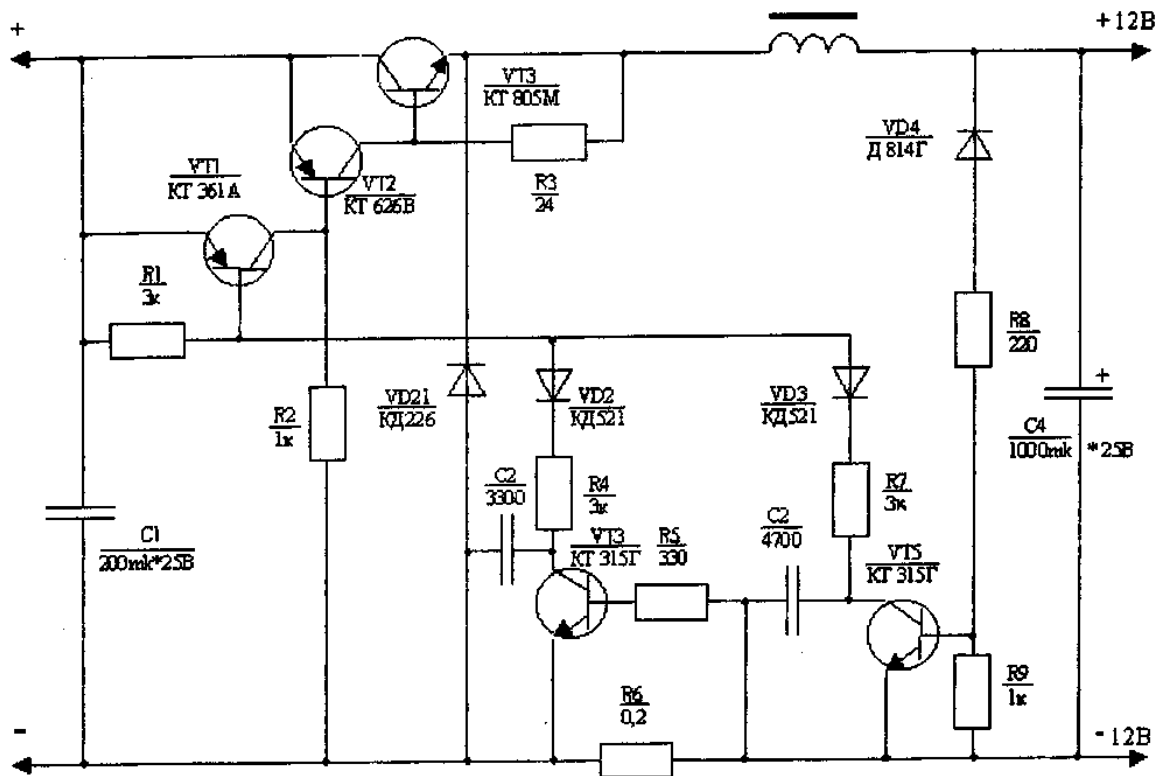 +
+12В
VT3
КТ 805М
VD4
Д 814Г
VT1
КТ 361А
VT2
КТ 626В
R3
24
R1
3к
R8
220
VD21
КД226
VD2
КД521
VD3
КД521
R2
1к
+
C4
1000mk *25В
C2
3300
R4
3к
C2
4700
R7
3к
C1
200mk*25В
VT3
КТ 315Г
R5
330
VT5
КТ 315Г
R6
0,2
R9
1к
-
-12В